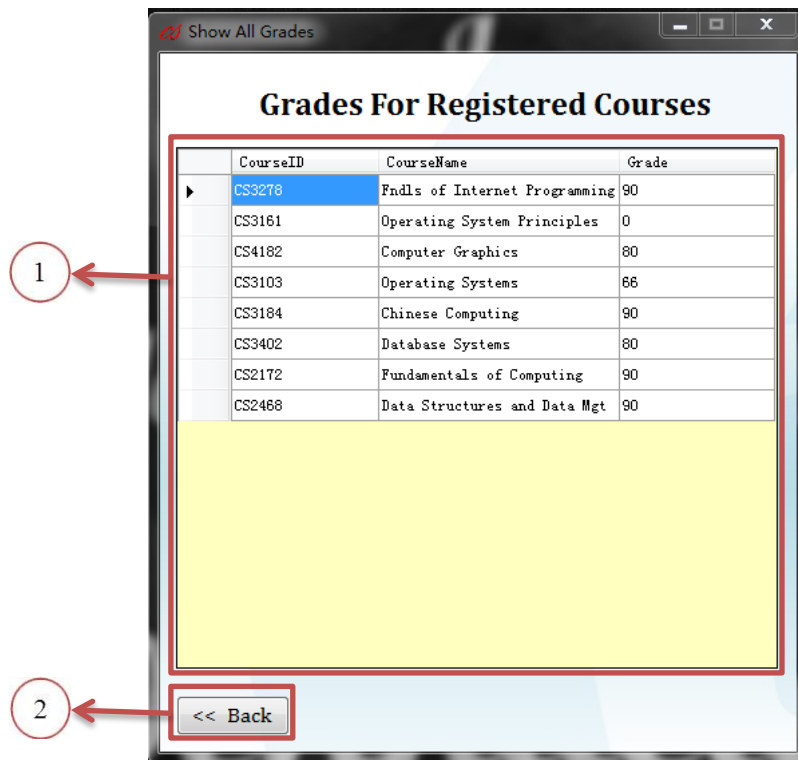 Show All Grades
Grades For Registered Courses
CourseID CourseName Grade
CS3278 Fndls of Internet Programming 90
CS3161 Operating System Principles 0
CS4182 Computer Graphics 80
1
CS3103 Operating Systems 66
CS3184 Chinese Computing 90
CS3402 Database Systems 80
CS2172 Fundamentals of Computing 90
CS2468 Data Structures and Data Mgt 90
2
<< Back